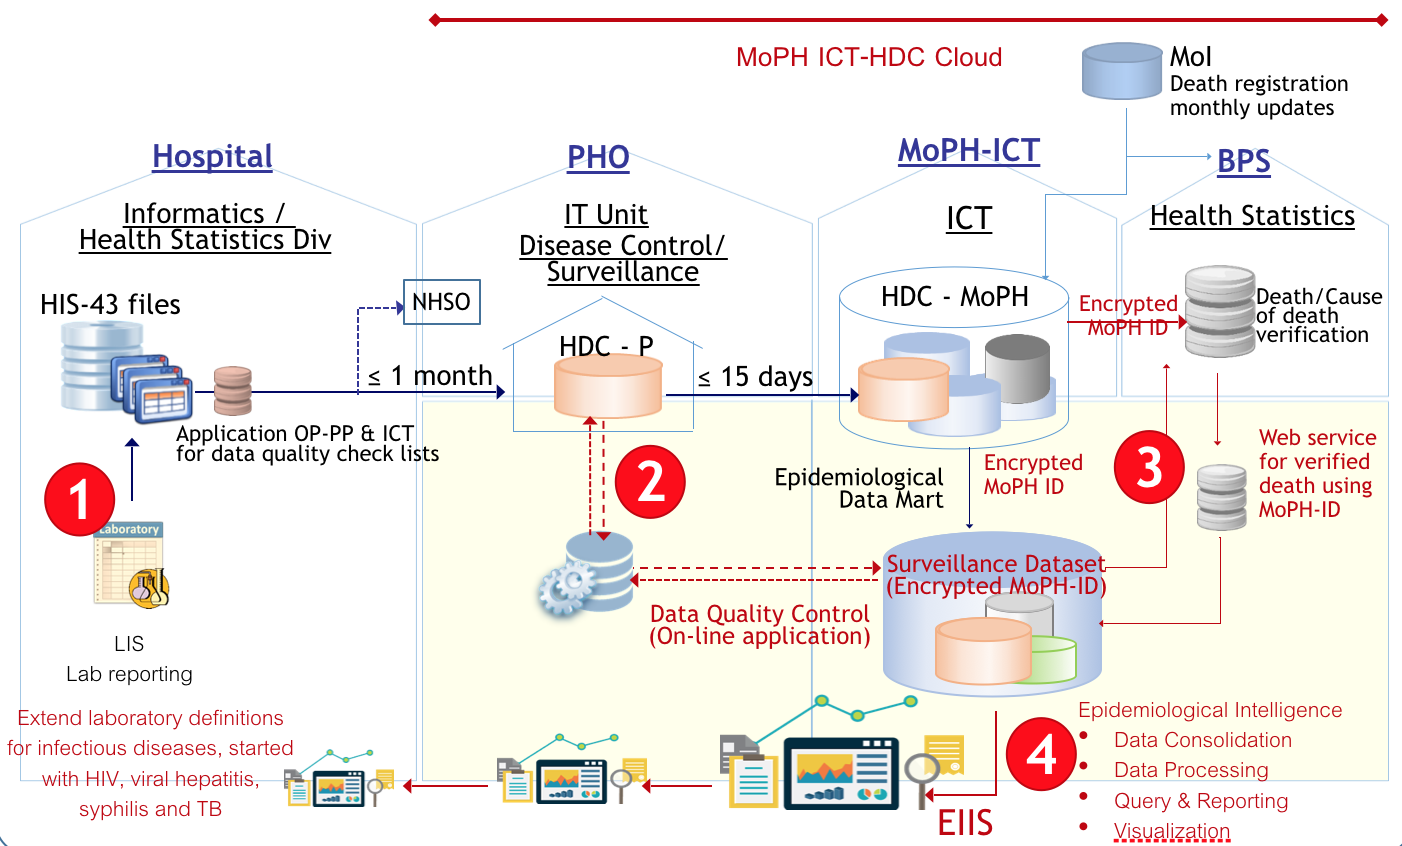 MoPH ICT-HDC Cloud
MoI
Death registration
monthly updates
Hospital
Informatics /
Health Statistics Div
HIS-43 files
Application OP-PP & ICT
for data quality check lists
1
Laboratory
LIS
Lab reporting
Extend laboratory definitions
for infectious diseases, started
with HIV, viral hepatitis,
syphilis and TB
NHSO
≤ 1 month
PHO
IT Unit
Disease Control/
Surveillance
HDC - P
≤ 15 days
2
Data Quality Control
(On-line application)
MoPH-ICT
ICT
HDC - MoPH
Encrypted
MoPH ID
Epidemiological
Data Mart
Encrypted
MoPH ID
Surveillance Dataset
(Encrypted MoPH-ID)
BPS
Health Statistics
Death/Cause
of death
verification
3
Web service
for verified
death using
MoPH-ID
4
EIIS
Epidemiological Intelligence
• Data Consolidation
• Data Processing
• Query & Reporting
• Visualization